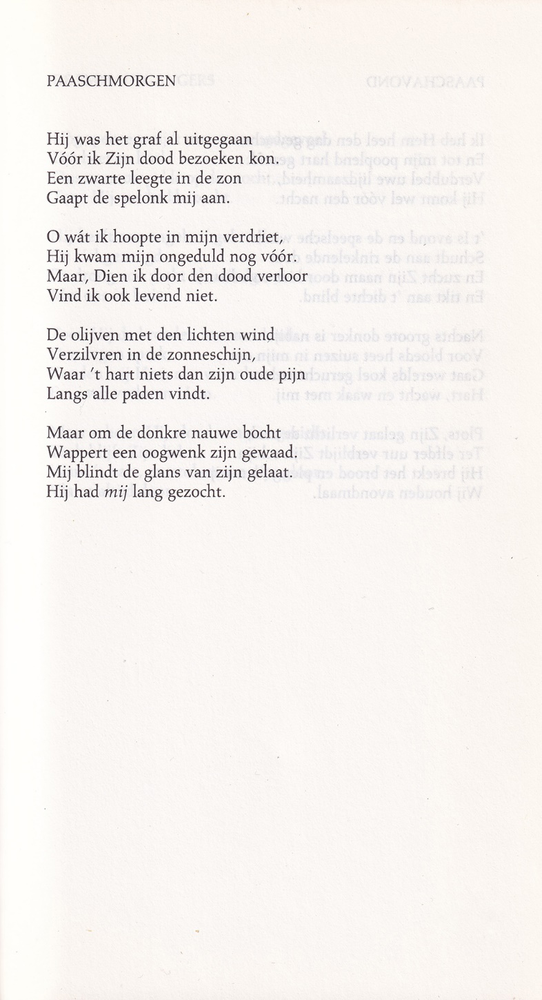 PAASCHMORGEN
Hij was het graf al uitgegaan
Vóór ik Zijn dood bezoeken kon.
Een zwarte leegte in de zon
Gaapt de spelonk mij aan.
O wát ik hoopte in mijn verdriet,
Hij kwam mijn ongeduld nog vóór.
Maar, Dien ik door den dood verloor
Vind ik ook levend niet.
De olijven met den lichten wind
Verzilvren in de zonneschijn,
Waar 't hart niets dan zijn oude pijn
Langs alle paden vindt.
Maar om de donkre nauwe bocht
Wappert een oogwenk zijn gewaad.
Mij blindt de glans van zijn gelaat.
Hij had mij lang gezocht.